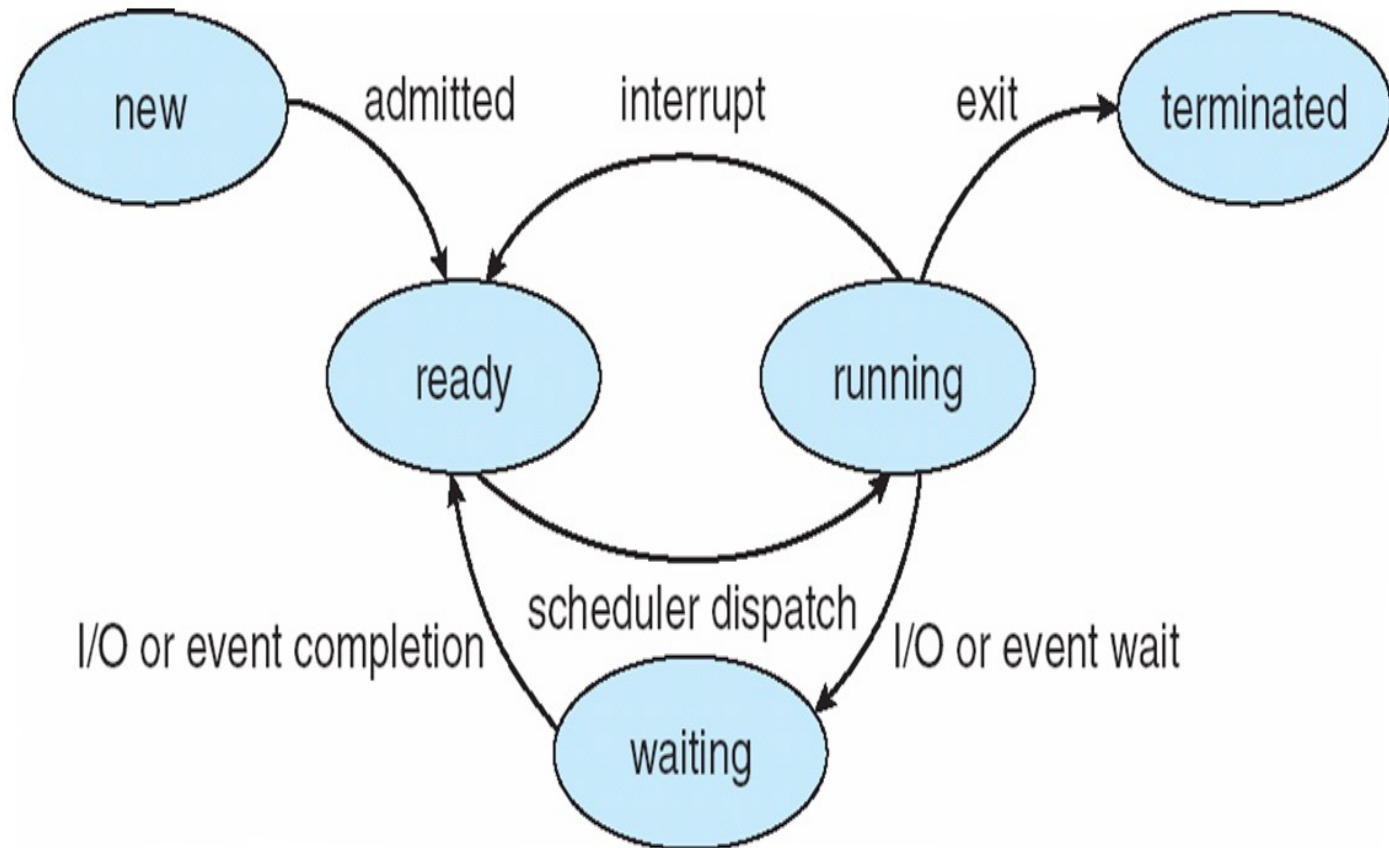 new
admitted
interrupt
exit
terminated
ready
running
scheduler dispatch
I/O or event completion
I/O or event wait
waiting